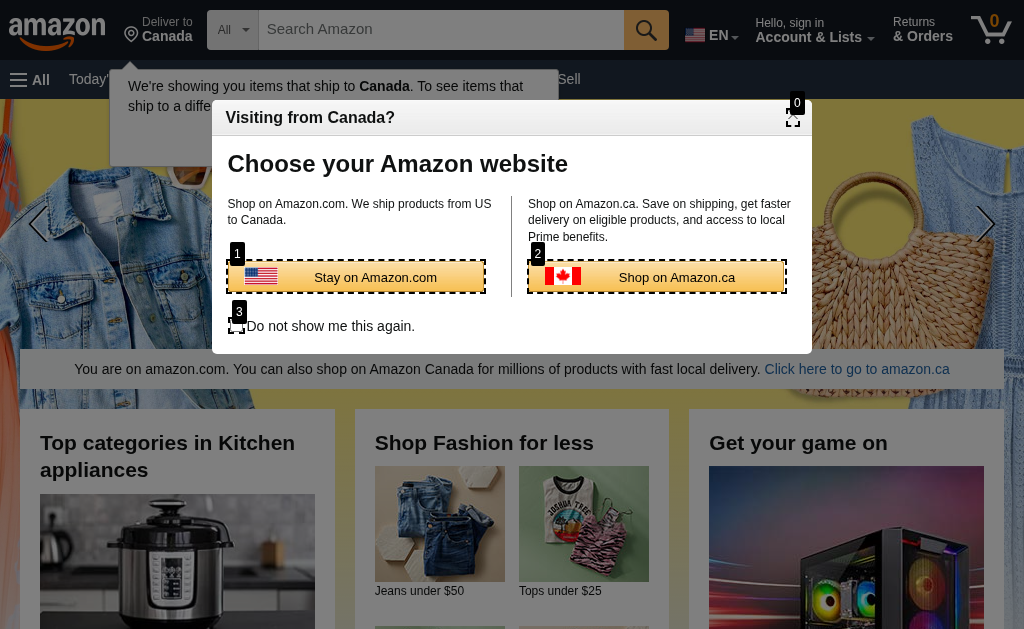 amazon
Deliver to
Canada
All
Search Amazon
EN
Hello, sign in
Account & Lists
Returns
& Orders
0
All
Today'
Sell
We're showing you items that ship to Canada. To see items that
ship to a diffe
0
Visiting from Canada?
Choose your Amazon website
Shop on Amazon.com. We ship products from US
to Canada.
1
Stay on Amazon.com
Shop on Amazon.ca. Save on shipping, get faster
delivery on eligible products, and access to local
Prime benefits.
2
Shop on Amazon.ca
3
Do not show me this again.
You are on amazon.com. You can also shop on Amazon Canada for millions of products with fast local delivery. Click here to go to amazon.ca
Top categories in Kitchen
appliances
Shop Fashion for less
JOSHUA TREE
Jeans under $50
Tops under $25
Get your game on